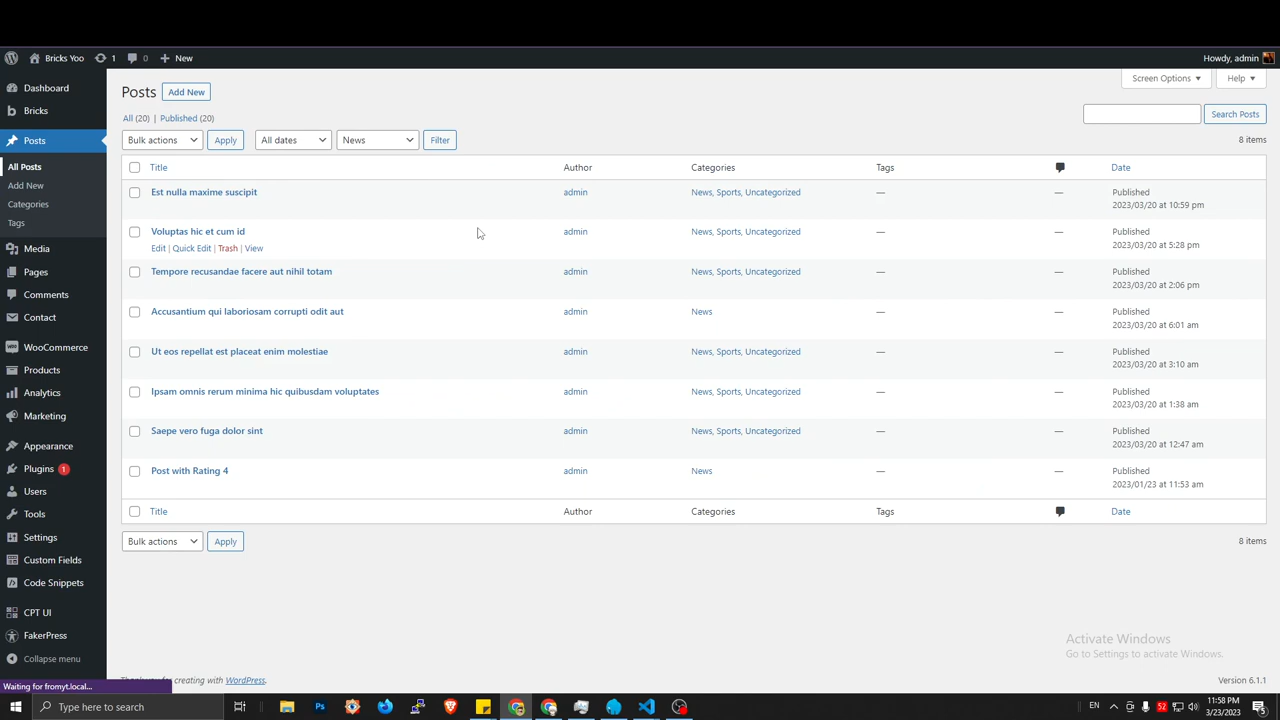 Bricks Yoo 1 0 New Howdy, admin
Screen Options Help
Dashboard
Bricks
Posts
All Posts
Add New
Categories
Tags
Media
Pages
Comments
Contact
WooCommerce
Products
Analytics
Marketing
Appearance
Plugins 1
Users
Tools
Settings
Custom Fields
Code Snippets
CPT UI
FakerPress
Collapse menu
Posts Add New
All (20) | Published (20)
Search Posts
Bulk actions Apply All dates News Filter 8 items
Title Author Categories Tags Date
Est nulla maxime suscipit admin News, Sports, Uncategorized — — Published
2023/03/20 at 10:59 pm
Voluptas hic et cum id admin News, Sports, Uncategorized — — Published
Edit | Quick Edit | Trash | View 2023/03/20 at 5:28 pm
Tempore recusandae facere aut nihil totam admin News, Sports, Uncategorized — — Published
2023/03/20 at 2:06 pm
Accusantium qui laboriosam corrupti odit aut admin News — — Published
2023/03/20 at 6:01 am
Ut eos repellat est placeat enim molestiae admin News, Sports, Uncategorized — — Published
2023/03/20 at 3:10 am
Ipsam omnis rerum minima hic quibusdam voluptates admin News, Sports, Uncategorized — — Published
2023/03/20 at 1:38 am
Saepe vero fuga dolor sint admin News, Sports, Uncategorized — — Published
2023/03/20 at 12:47 am
Post with Rating 4 admin News — — Published
2023/01/23 at 11:53 am
Title Author Categories Tags Date
Bulk actions Apply 8 items
Activate Windows
Go to Settings to activate Windows.
creating with WordPress. Version 6.1.1
Waiting for fromyt.local...
Type here to search
EN 52 11:58 PM
3/23/2023